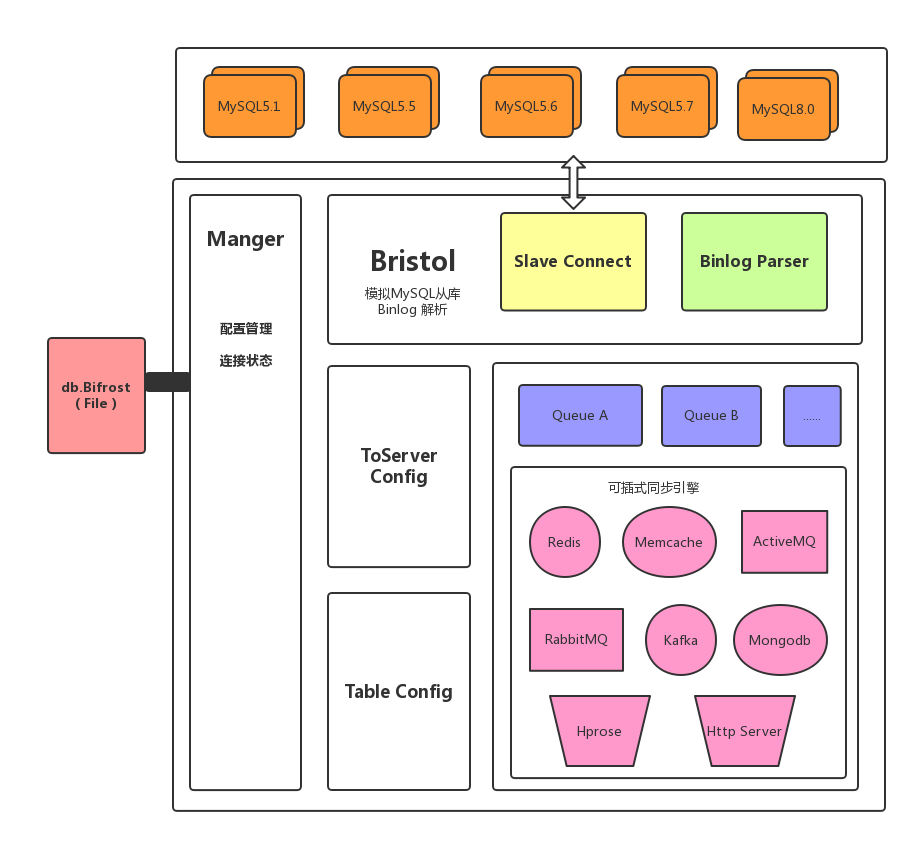 MySQL5.1
MySQL5.5
MySQL5.6
MySQL5.7
MySQL8.0
Manger
配置管理
连接状态
Bristol
模拟MySQL从库
Binlog 解析
Slave Connect
Binlog Parser
db.Bifrost
( File )
ToServer
Config
Table Config
Queue A
Queue B
......
可插式同步引擎
Redis
Memcache
ActiveMQ
RabbitMQ
Kafka
Mongodb
Hprose
Http Server